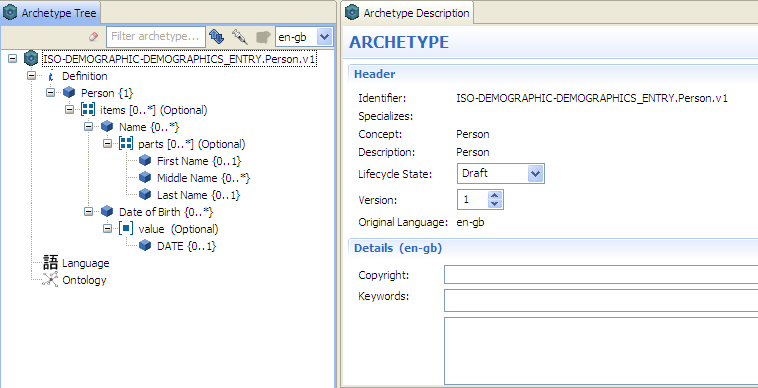 Archetype Tree
Filter archetype... en-gb
ISO-DEMOGRAPHIC-DEMOGRAPHICS_ENTRY.Person.v1
i Definition
Person {1}
items [0..*] (Optional)
Name {0..*}
parts [0..*] (Optional)
First Name {0..1}
Middle Name {0..*}
Last Name {0..1}
Date of Birth {0..*}
value (Optional)
DATE {0..1}
語 Language
Ontology
Archetype Description
ARCHETYPE
Header
Identifier: ISO-DEMOGRAPHIC-DEMOGRAPHICS_ENTRY.Person.v1
Specializes:
Concept: Person
Description: Person
Lifecycle State: Draft
Version: 1
Original Language: en-gb
Details (en-gb)
Copyright:
Keywords: